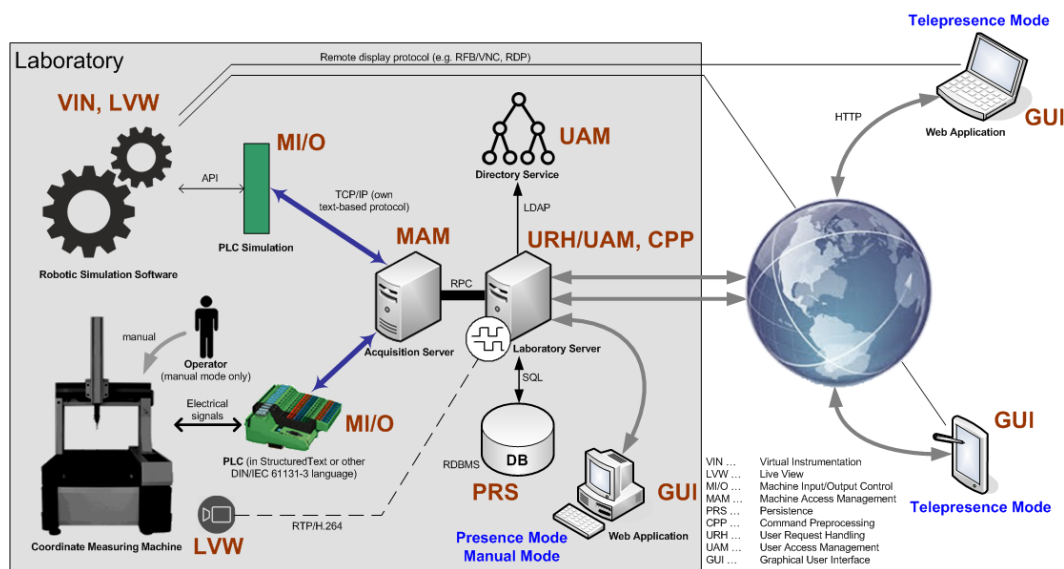 Telepresence Mode
Laboratory
Remote display protocol (e.g. RFB/VNC, RDP)
VIN, LVW
GUI
HTTP
Web Application
MI/O
UAM
Directory Service
API
TCP/IP (own
text-based protocol)
LDAP
PLC Simulation
MAM
URH/UAM, CPP
Robotic Simulation Software
RPC
manual
Operator
(manual mode only)
Acquisition Server
Laboratory Server
SQL
Electrical
signals
MI/O
GUI
PLC (in StructuredText or other
DIN/IEC 61131-3 language)
RDBMS
DB
PRS
GUI
RTP/H.264
Coordinate Measuring Machine
LVW
Presence Mode
Manual Mode
Web Application
Telepresence Mode
VIN ... Virtual Instrumentation
LVW ... Live View
MI/O ... Machine Input/Output Control
MAM ... Machine Access Management
PRS ... Persistence
CPP ... Command Preprocessing
URH ... User Request Handling
UAM ... User Access Management
GUI ... Graphical User Interface